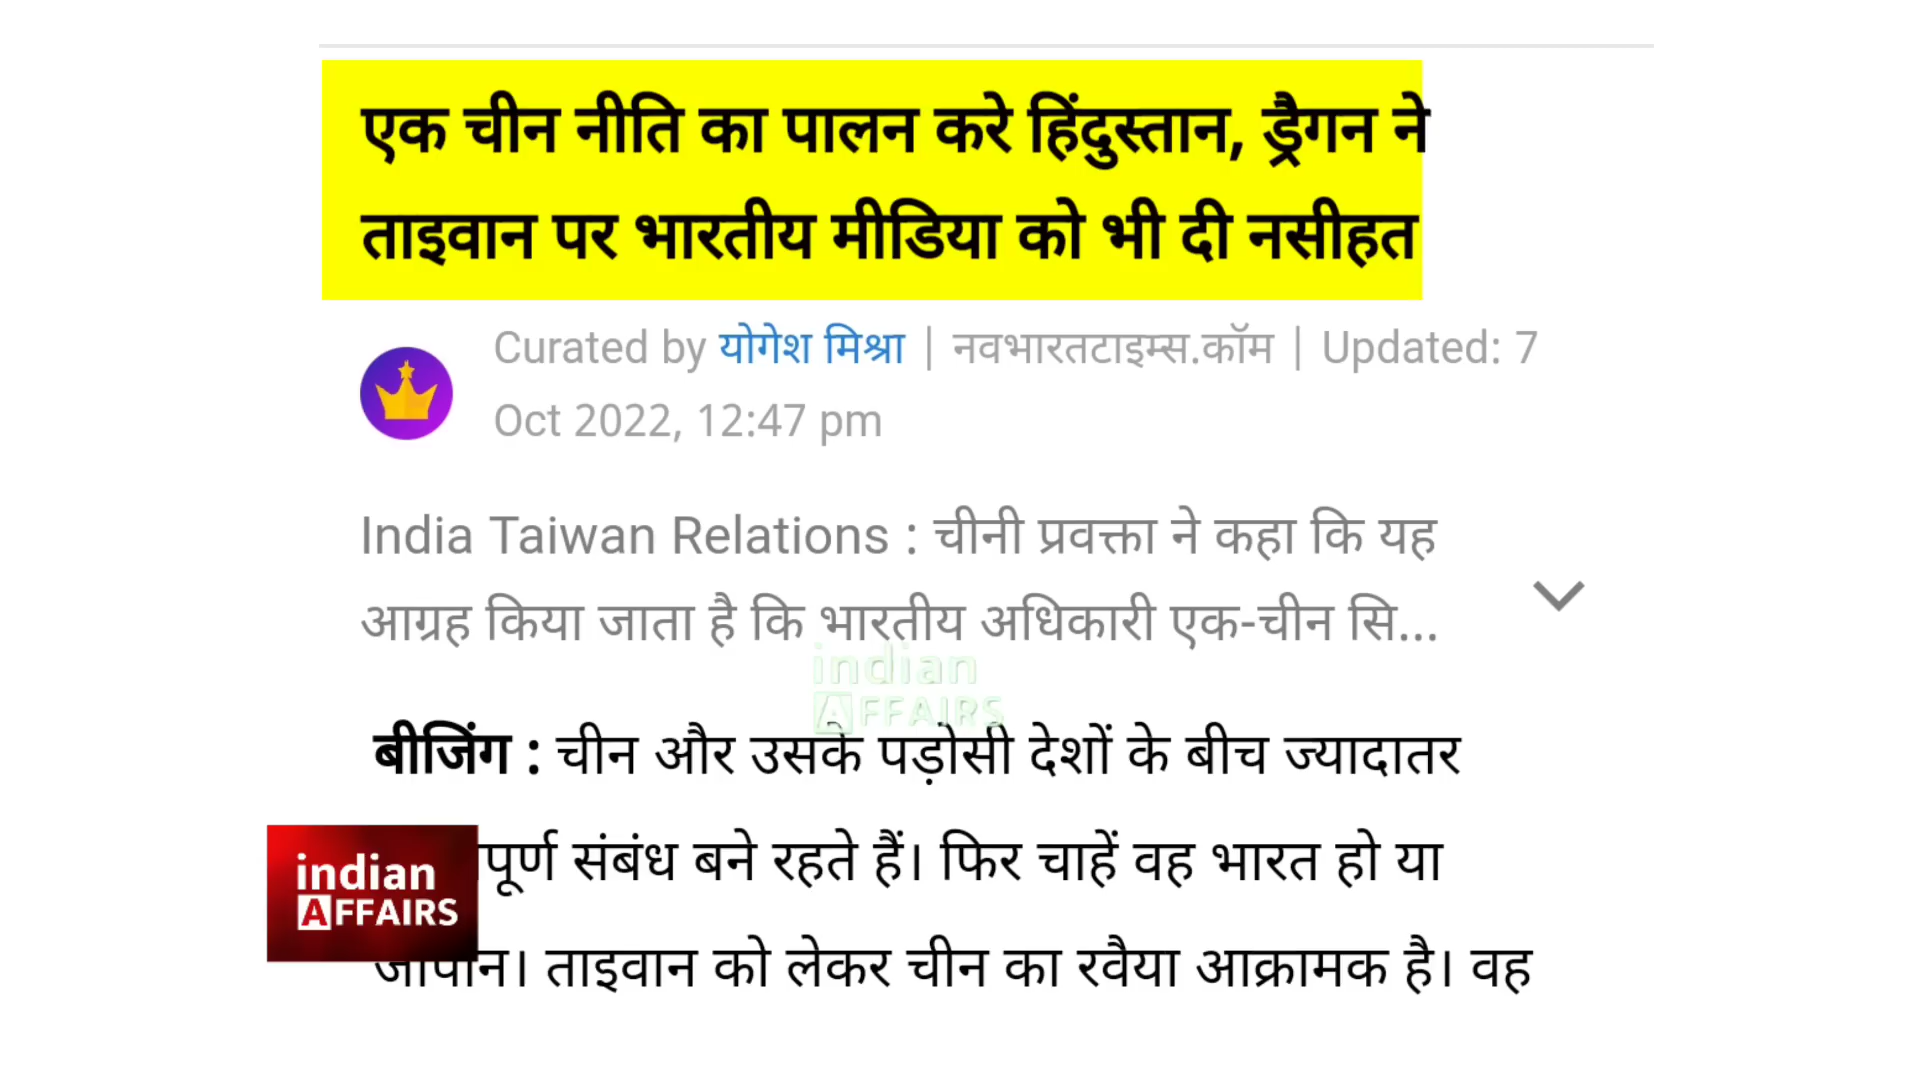 एक चीन नीति का पालन करे हिंदुस्तान, ड्रैगन ने
ताइवान पर भारतीय मीडिया को भी दी नसीहत
Curated by योगेश मिश्रा | नवभारतटाइम्स.कॉम | Updated: 7
Oct 2022, 12:47 pm
India Taiwan Relations : चीनी प्रवक्ता ने कहा कि यह
आग्रह किया जाता है कि भारतीय अधिकारी एक-चीन सि...
indian
AFFAIRS
बीजिंग : चीन और उसके पड़ोसी देशों के बीच ज्यादातर
पूर्ण संबंध बने रहते हैं। फिर चाहें वह भारत हो या
indian
AFFAIRS
जापान। ताइवान को लेकर चीन का रवैया आक्रामक है। वह